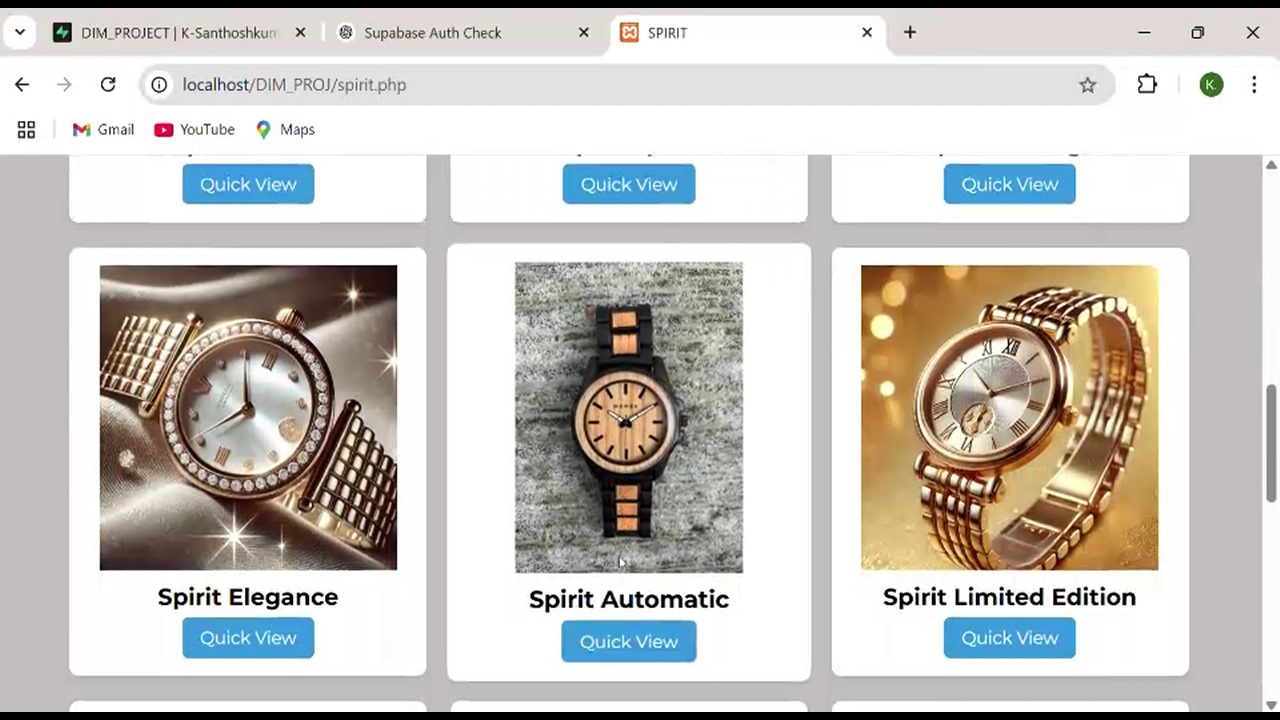 DIM_PROJECT | K-Santhoshkun
Supabase Auth Check
SPIRIT
localhost/DIM_PROJ/spirit.php
K.
Gmail
YouTube
Maps
Quick View
Quick View
Quick View
Spirit Elegance
Spirit Automatic
Spirit Limited Edition
Quick View
Quick View
Quick View